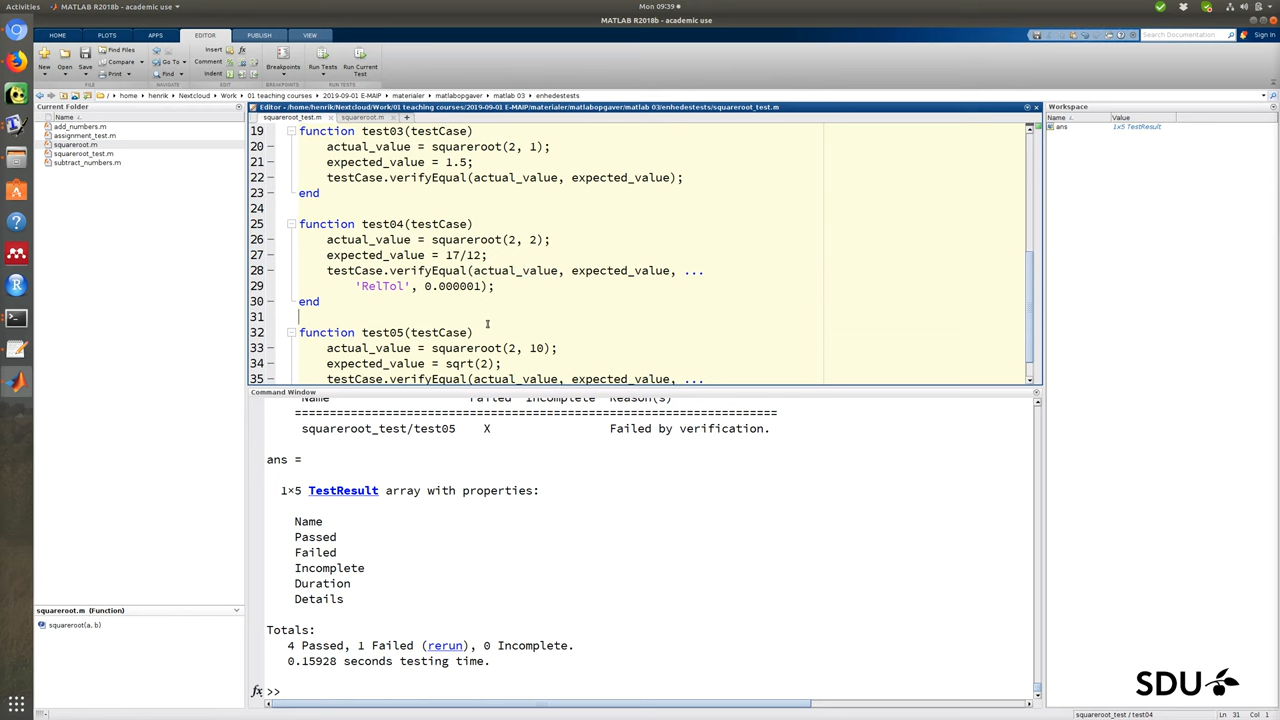 Activities
MATLAB R2018b - academic use
Mon 09:39
MATLAB R2018b - academic use
HOME
PLOTS
APPS
EDITOR
PUBLISH
VIEW
Search Documentation
Sign In
New
Open
Save
Find Files
Compare
Print
Go To
Find
Insert
Comment
Indent
Breakpoints
Run Tests
Run Current
Test
FILE
NAVIGATE
EDIT
BREAKPOINTS
RUN TESTS
/ home henrik Nextcloud Work 01 teaching courses 2019-09-01 E-MAIP materialer matlabopgaver matlab 03 enhedestests
Current Folder
Name
add_numbers.m
assignment_test.m
squareroot.m
squareroot_test.m
subtract_numbers.m
squareroot.m (Function)
squareroot(a, b)
Editor - /home/henrik/Nextcloud/Work/01 teaching courses/2019-09-01 E-MAIP/materialer/matlabopgaver/matlab 03/enhedestests/squareroot_test.m
squareroot_test.m
squareroot.m
19 function test03(testCase)
20 actual_value = squareroot(2, 1);
21 expected_value = 1.5;
22 testCase.verifyEqual(actual_value, expected_value);
23 end
24
25 function test04(testCase)
26 actual_value = squareroot(2, 2);
27 expected_value = 17/12;
28 testCase.verifyEqual(actual_value, expected_value, ...
29 'RelTol', 0.000001);
30 end
31
32 function test05(testCase)
33 actual_value = squareroot(2, 10);
34 expected_value = sqrt(2);
35 testCase.verifyEqual(actual_value, expected_value, ...
Command Window
Name Failed Incomplete Reason(s)
================================================================
squareroot_test/test05 X Failed by verification.
ans =
1×5 TestResult array with properties:
Name
Passed
Failed
Incomplete
Duration
Details
Totals:
4 Passed, 1 Failed (rerun), 0 Incomplete.
0.15928 seconds testing time.
fx >>
Workspace
Name
Value
ans
1x5 TestResult
SDU
squareroot_test / test04
Ln 31 Col 1